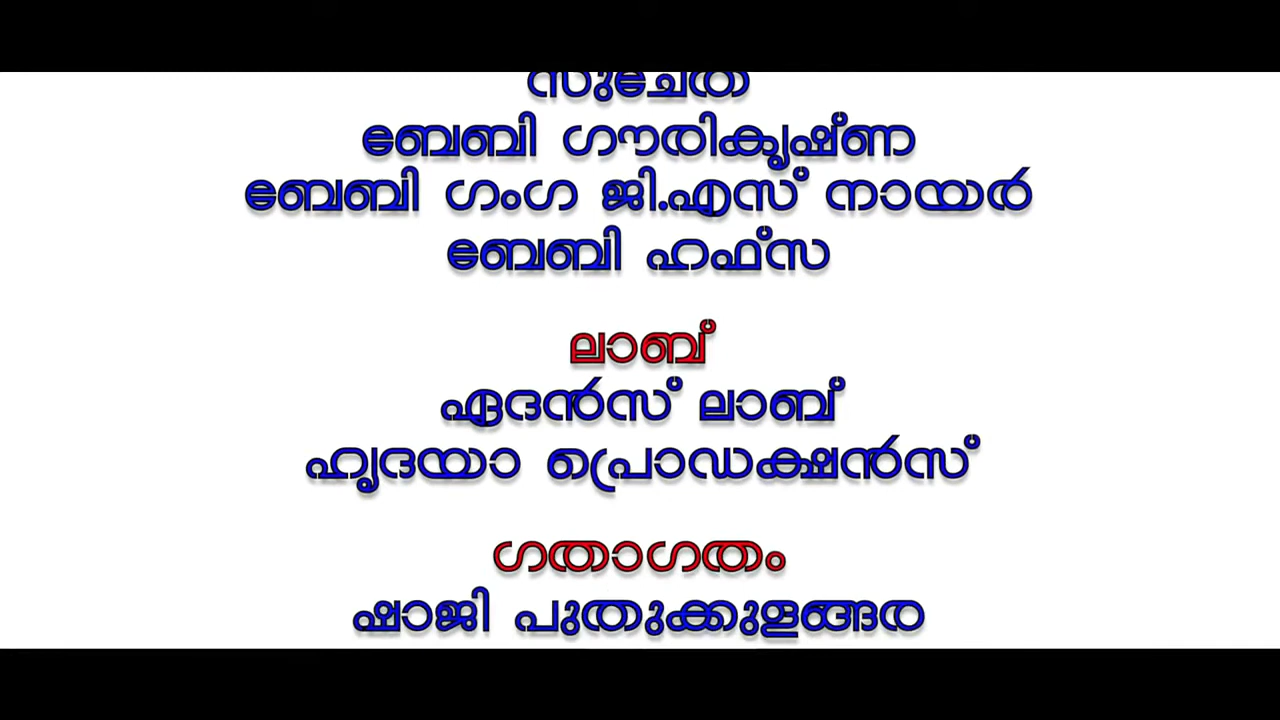 സുചേത
ബേബി ഗൗരികൃഷ്ണ
ബേബി ഗംഗ ജി.എസ് നായർ
ബേബി ഹഫ്സ
ലാബ്
ഏദൻസ് ലാബ്
ഹൃദയാ പ്രൊഡക്ഷൻസ്
ഗതാഗതം
ഷാജി പുതുക്കുളങ്ങര